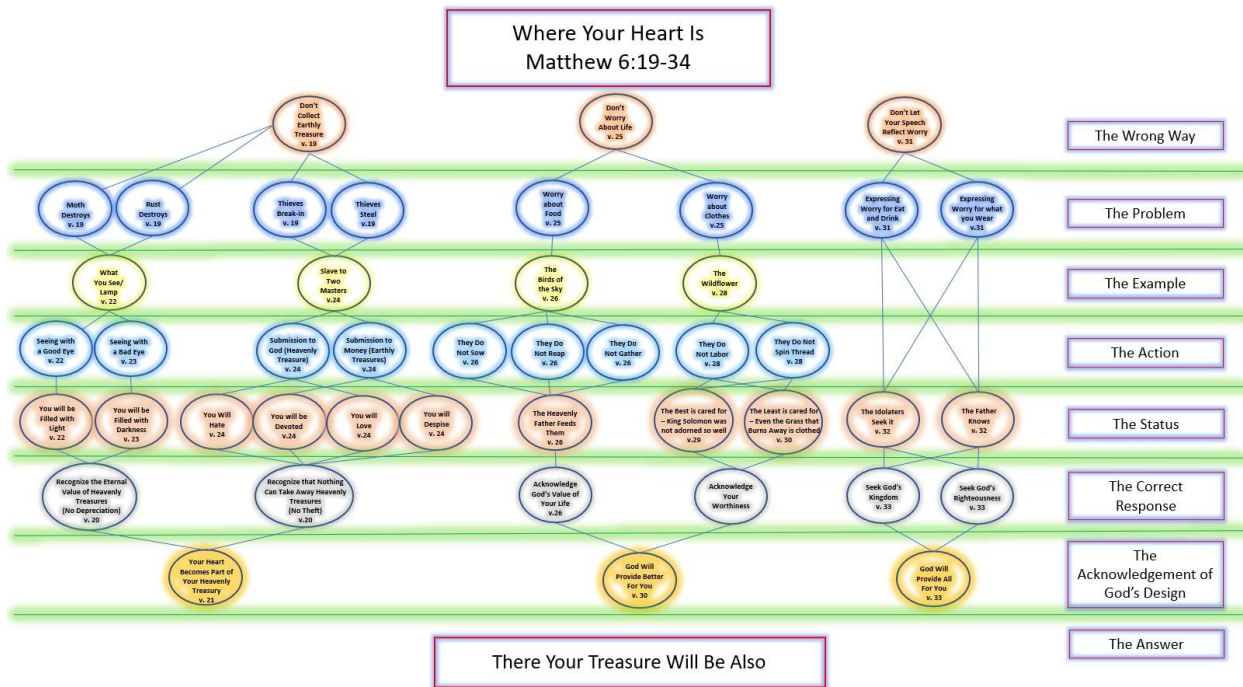 Where Your Heart Is
Matthew 6:19-34
Don't
Collect
Earthly
Treasure
v. 19
Don't
Worry
About Life
v. 25
Don't Let
Your Speech
Reflect Worry
v. 31
The Wrong Way
Moth
Destroys
v. 19
Rust
Destroys
v. 19
Thieves
Break-in
v. 19
Thieves
Steal
v.19
Worry
about
Food
v. 25
Worry
about
Clothes
v.25
Expressing
Worry for Eat
and Drink
v. 31
Expressing
Worry for what
you Wear
v.31
The Problem
What
You See/
Lamp
v. 22
Slave to
Two
Masters
v.24
The
Birds of
the Sky
v. 26
The
Wildflower
v. 28
The Example
Seeing with
a Good Eye
v. 22
Seeing with
a Bad Eye
v. 23
Submission to
God (Heavenly
Treasure)
v. 24
Submission to
Money (Earthly
Treasures)
v.24
They Do
Not Sow
v. 26
They Do
Not Reap
v. 26
They Do
Not Gather
v. 26
They Do
Not Labor
v. 28
They Do Not
Spin Thread
v. 28
The Action
You will be
Filled with
Light
v. 22
You will be
Filled with
Darkness
v. 23
You Will
Hate
v. 24
You will be
Devoted
v.24
You will
Love
v. 24
You will
Despise
v. 24
The Heavenly
Father Feeds
Them
v. 26
The Best is cared for
– King Solomon was
not adorned so well
v.29
The Least is cared for
– Even the Grass that
Burns Away is clothed
v. 30
The Idolaters
Seek it
v. 32
The Father
Knows
v. 32
The Status
Recognize the Eternal
Value of Heavenly
Treasures
(No Depreciation)
v. 20
Recognize that Nothing
Can Take Away Heavenly
Treasures
(No Theft)
v.20
Acknowledge
God's Value of
Your Life
v.26
Acknowledge
Your
Worthiness
Seek God's
Kingdom
v. 33
Seek God's
Righteousness
v. 33
The Correct
Response
Your Heart
Becomes Part of
Your Heavenly
Treasury
v. 21
God Will
Provide Better
For You
v. 30
God Will
Provide All
For You
v. 33
The
Acknowledgement of
God's Design
The Answer
There Your Treasure Will Be Also